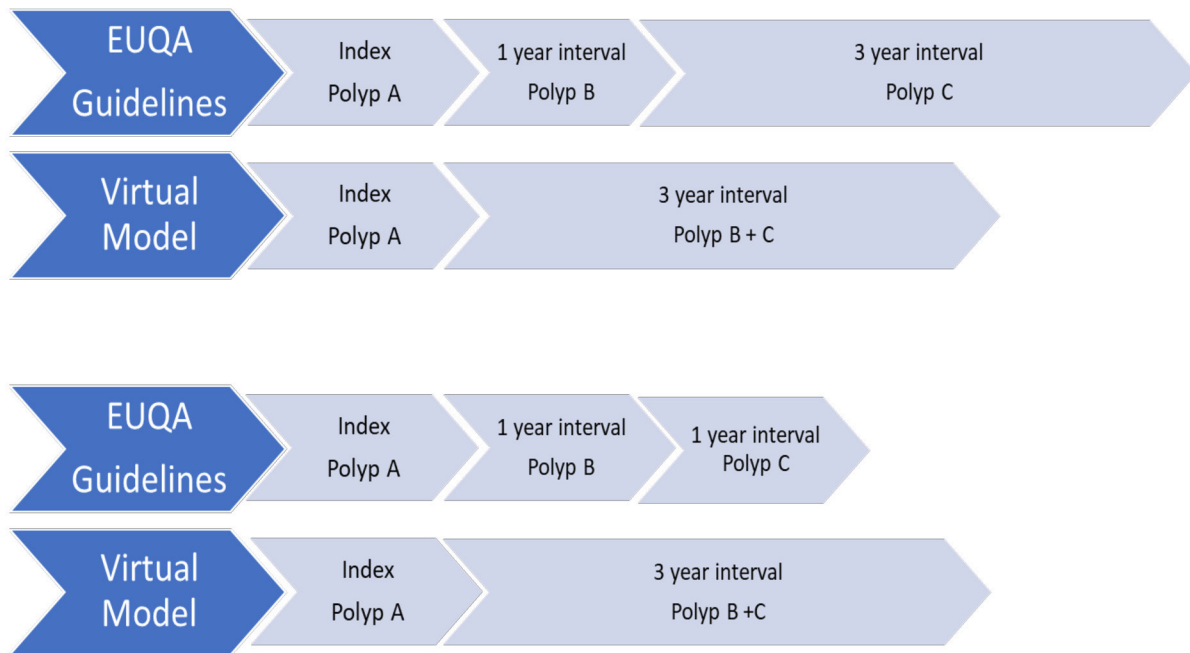 EUQA
Guidelines
Index
Polyp A
1 year interval
Polyp B
3 year interval
Polyp C
Virtual
Model
Index
Polyp A
3 year interval
Polyp B + C
EUQA
Guidelines
Index
Polyp A
1 year interval
Polyp B
1 year interval
Polyp C
Virtual
Model
Index
Polyp A
3 year interval
Polyp B +C